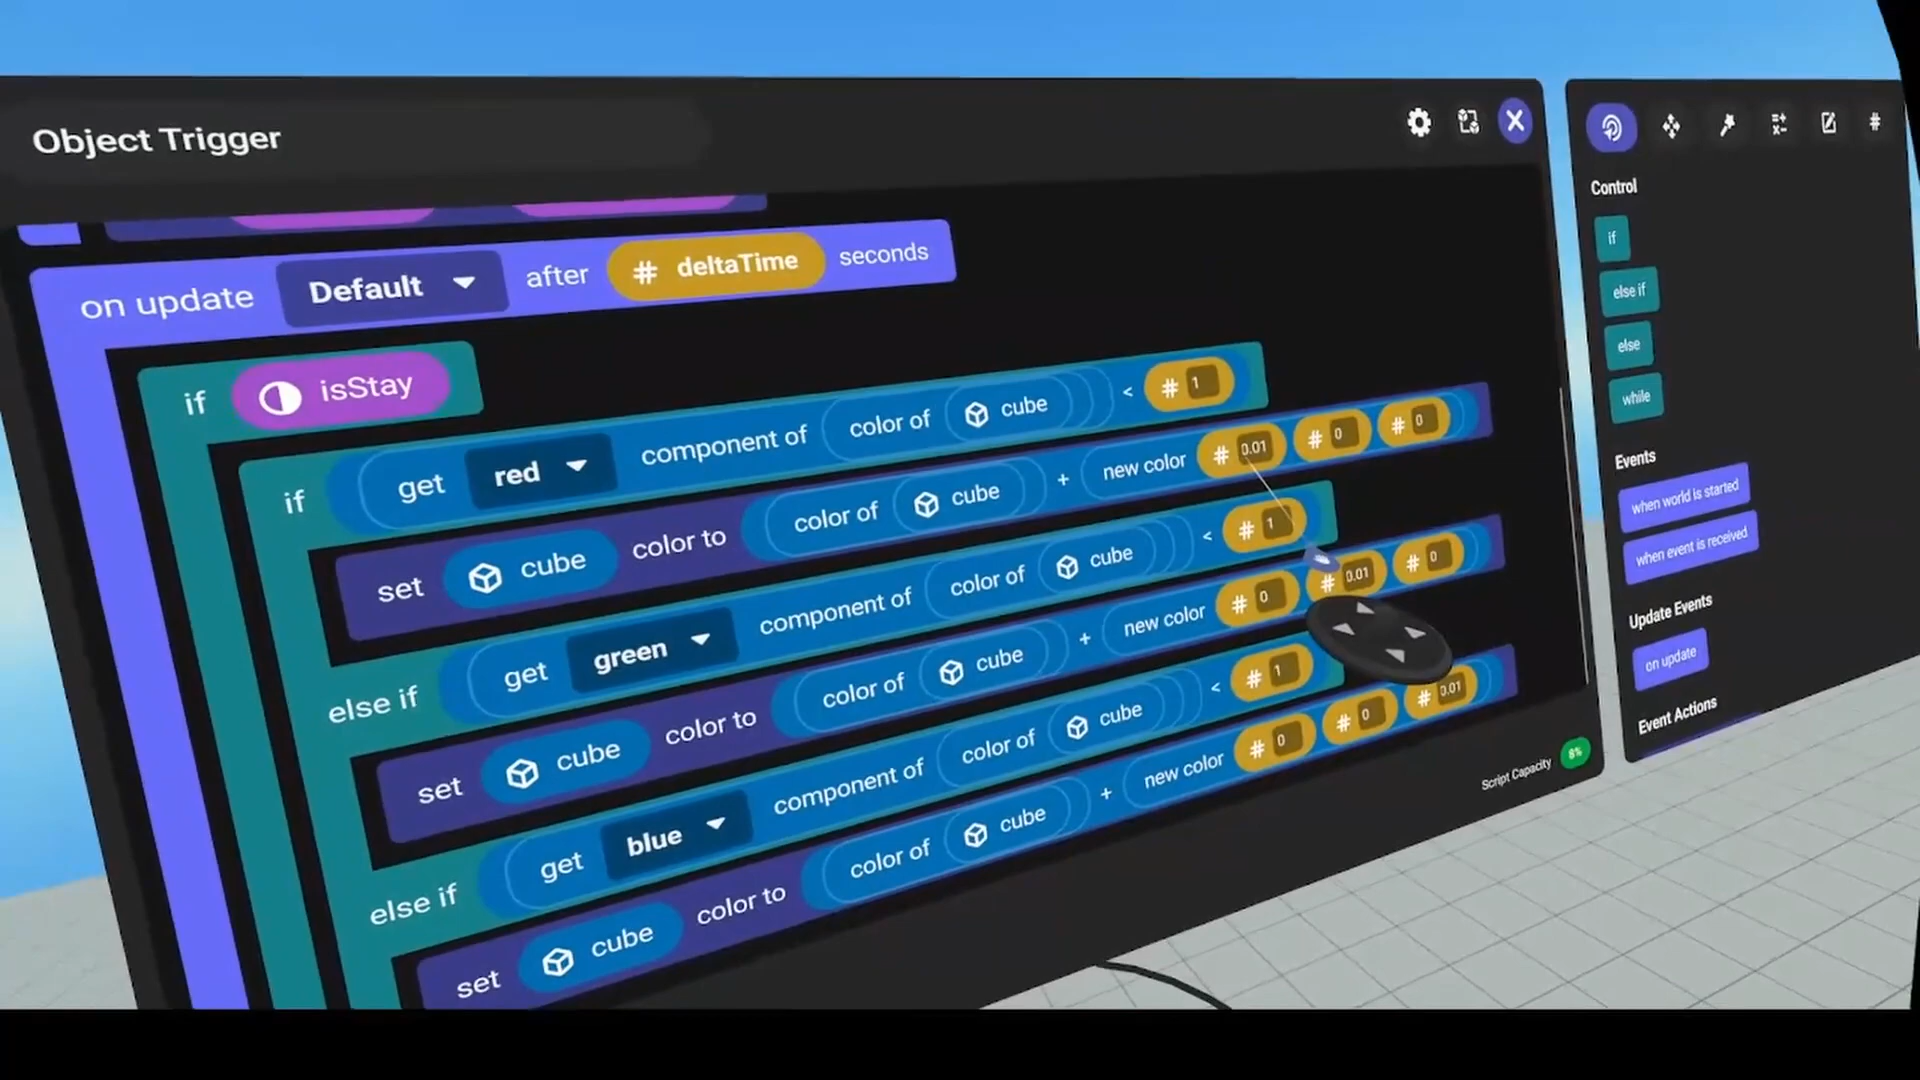 Object Trigger
on update Default after # deltaTime seconds
if isStay
if get red component of color of cube < # 1
set cube color to color of cube + new color # 0.01 # 0 # 0
else if get green component of color of cube < # 1
set cube color to color of cube + new color # 0 # 0.01 # 0
else if get blue component of color of cube < # 1
set cube color to color of cube + new color # 0 # 0 # 0.01
Script Capacity 8%
#
Control
if
else if
else
while
Events
when world is started
when event is received
Update Events
on update
Event Actions